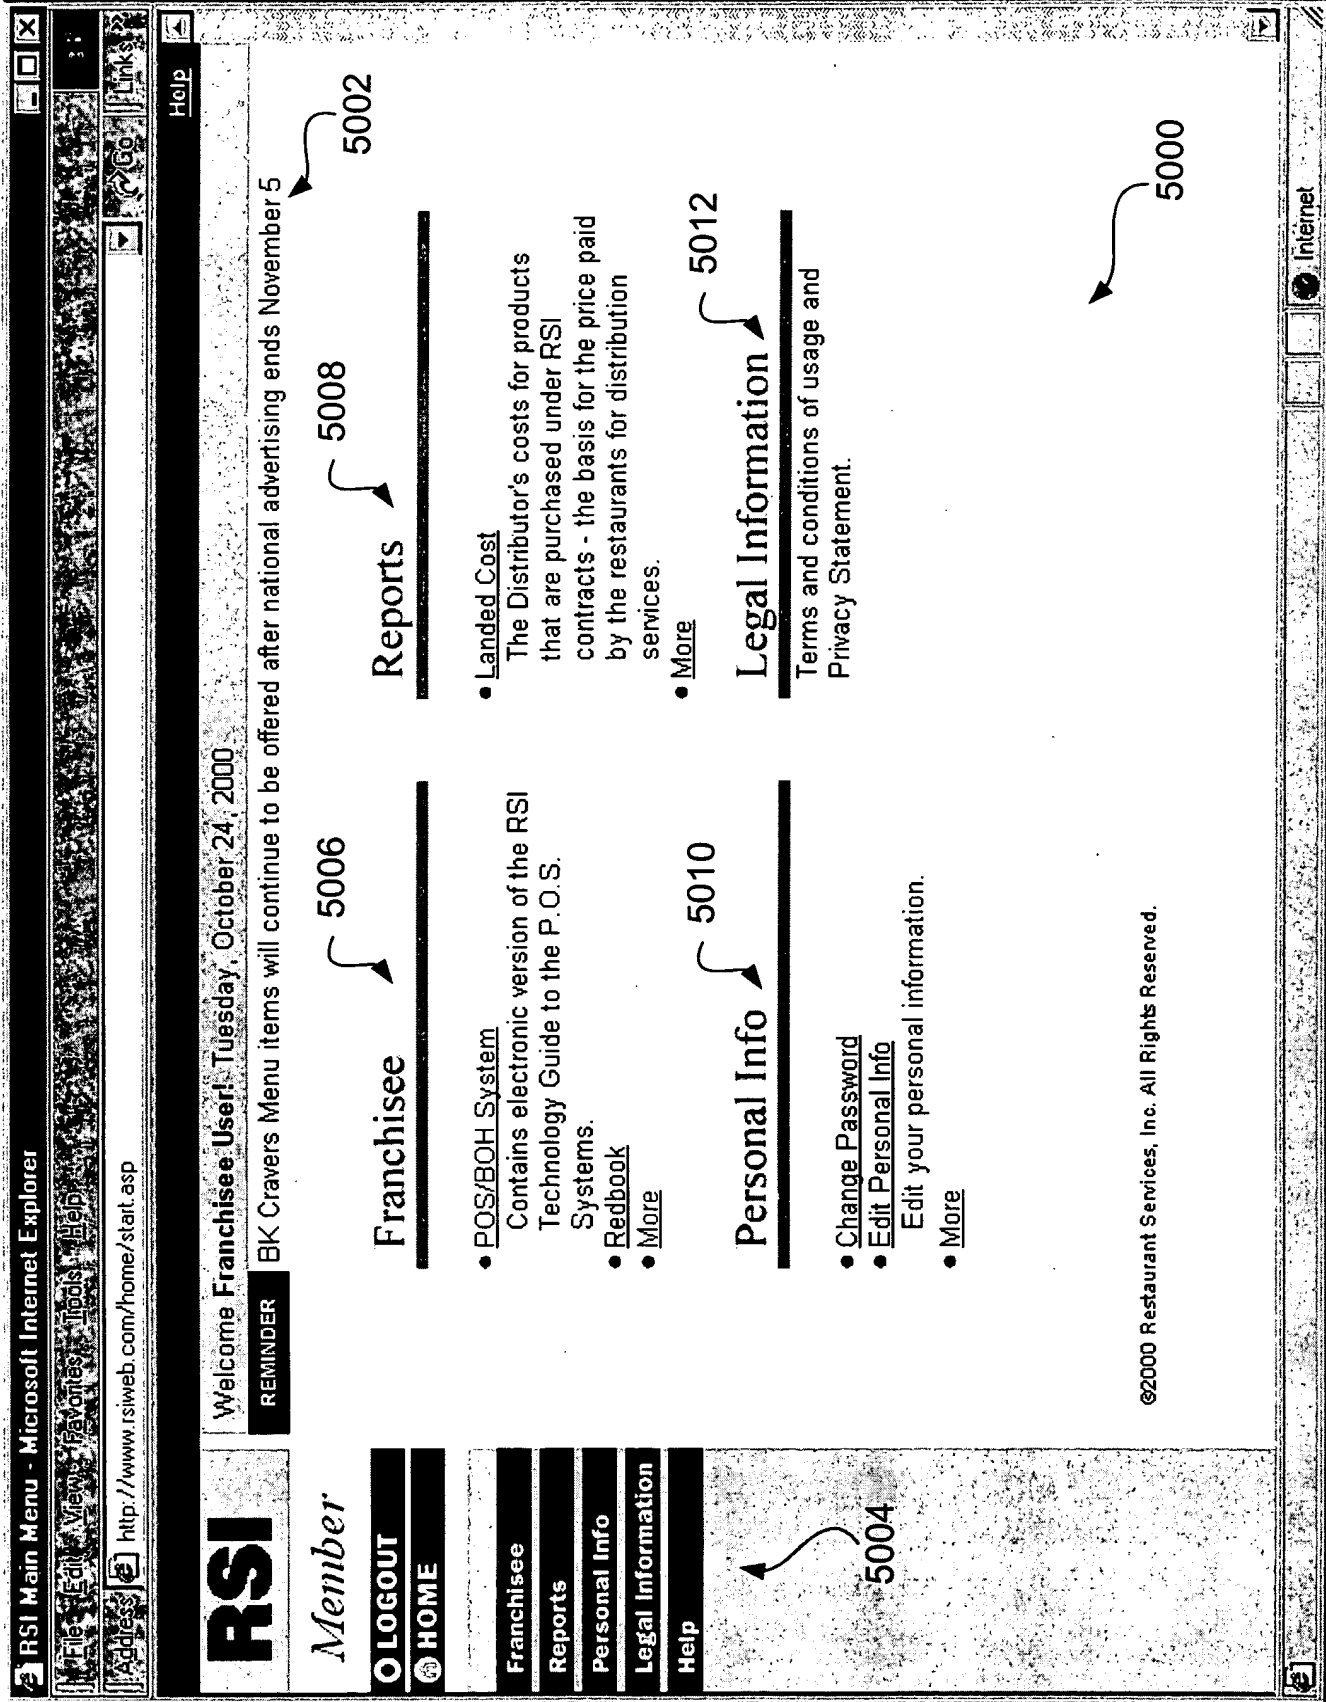 RSI Main Menu - Microsoft Internet Explorer
File Edit View Favorites Tools Help
Address http://www.rsiweb.com/home/start.asp Go Links
Help
RSI
Welcome Franchisee User! Tuesday, October 24, 2000
REMINDER BK Cravers Menu items will continue to be offered after national advertising ends November 5
5002
Member
LOGOUT
HOME
Franchisee
Reports
Personal Info
Legal Information
Help
5004
Franchisee
5006
• POS/BOH System
Contains electronic version of the RSI
Technology Guide to the P.O.S.
Systems.
• Redbook
• More
Reports
5008
• Landed Cost
The Distributor's costs for products
that are purchased under RSI
contracts - the basis for the price paid
by the restaurants for distribution
services.
• More
Personal Info
5010
• Change Password
• Edit Personal Info
Edit your personal information.
• More
Legal Information
5012
Terms and conditions of usage and
Privacy Statement.
5000
©2000 Restaurant Services, Inc. All Rights Reserved.
Internet